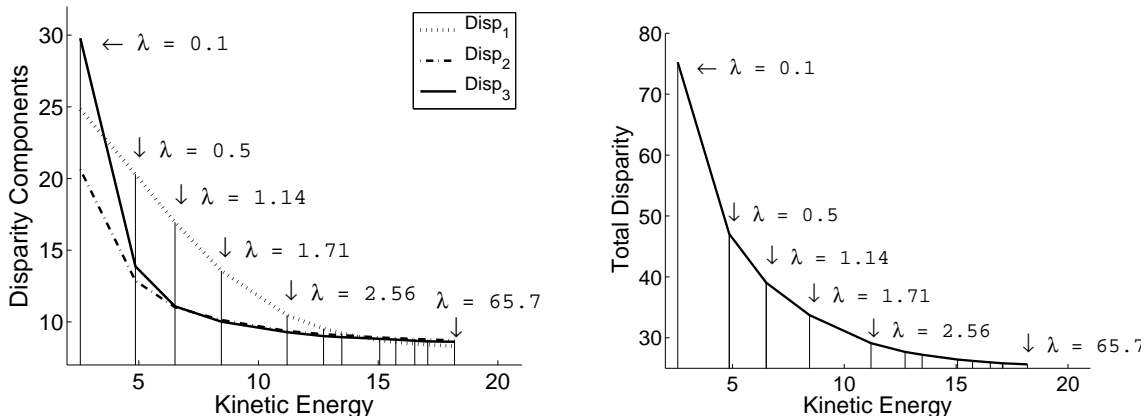 30
25
20
15
10
Disparity Components
← λ = 0.1
↓ λ = 0.5
↓ λ = 1.14
↓ λ = 1.71
↓ λ = 2.56
λ = 65.7
↓
Disp1
Disp2
Disp3
5 10 15 20
Kinetic Energy
80
70
60
50
40
30
Total Disparity
← λ = 0.1
↓ λ = 0.5
↓ λ = 1.14
↓ λ = 1.71
↓ λ = 2.56
↓ λ = 65.7
5 10 15 20
Kinetic Energy